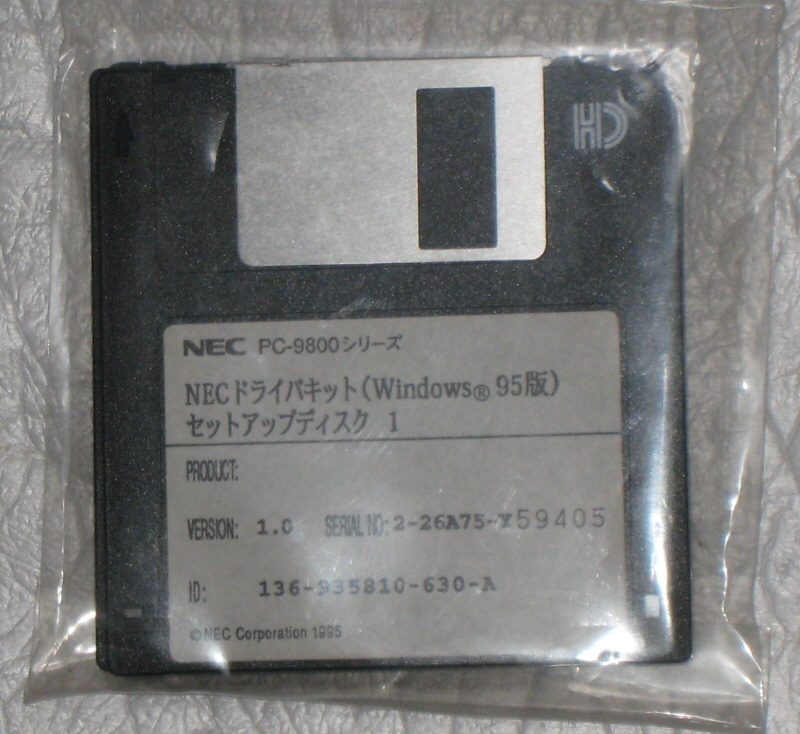 HD
NEC PC-9800シリーズ
NECドライバキット(Windows® 95版)
セットアップディスク 1
PRODUCT:
VERSION: 1.0 SERIAL NO: 2-26A75-Y59405
ID: 136-935810-630-A
©NEC Corporation 1995